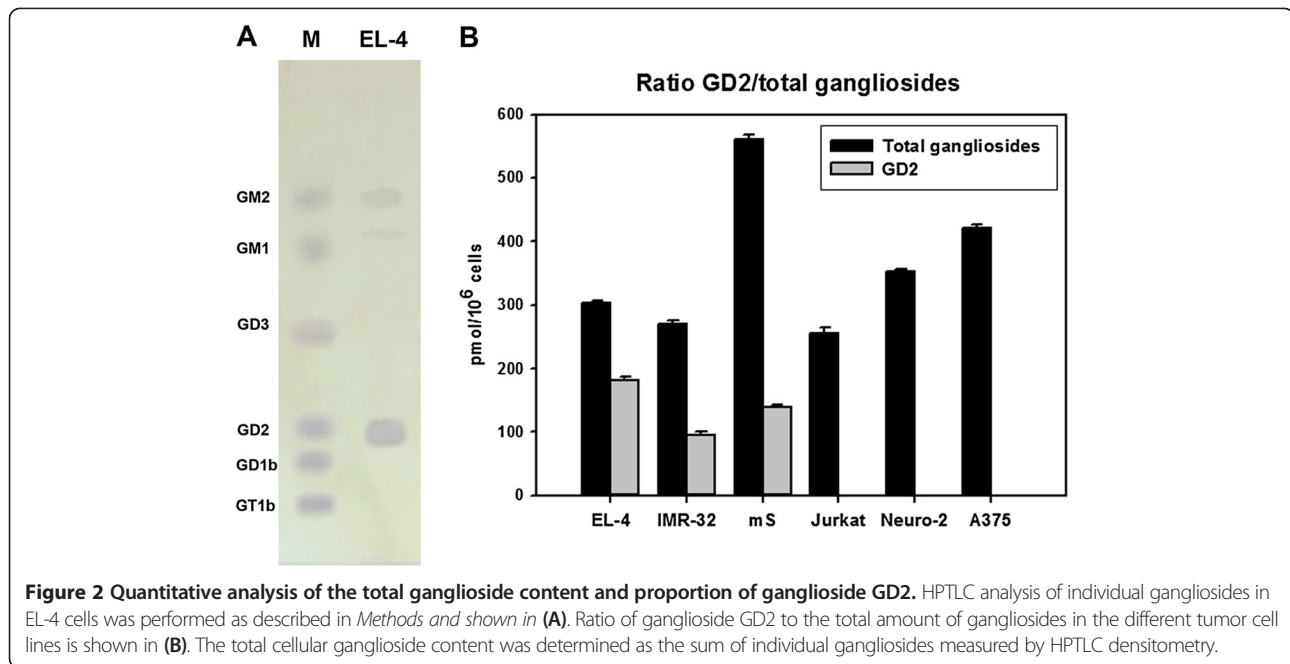 A
M EL-4
GM2
GM1
GD3
GD2
GD1b
GT1b
B
Ratio GD2/total gangliosides
pmol/10⁶ cells
600
500
400
300
200
100
0
Total gangliosides
GD2
EL-4 IMR-32 mS Jurkat Neuro-2 A375
Figure 2 Quantitative analysis of the total ganglioside content and proportion of ganglioside GD2. HPTLC analysis of individual gangliosides in
EL-4 cells was performed as described in Methods and shown in (A). Ratio of ganglioside GD2 to the total amount of gangliosides in the different tumor cell
lines is shown in (B). The total cellular ganglioside content was determined as the sum of individual gangliosides measured by HPTLC densitometry.